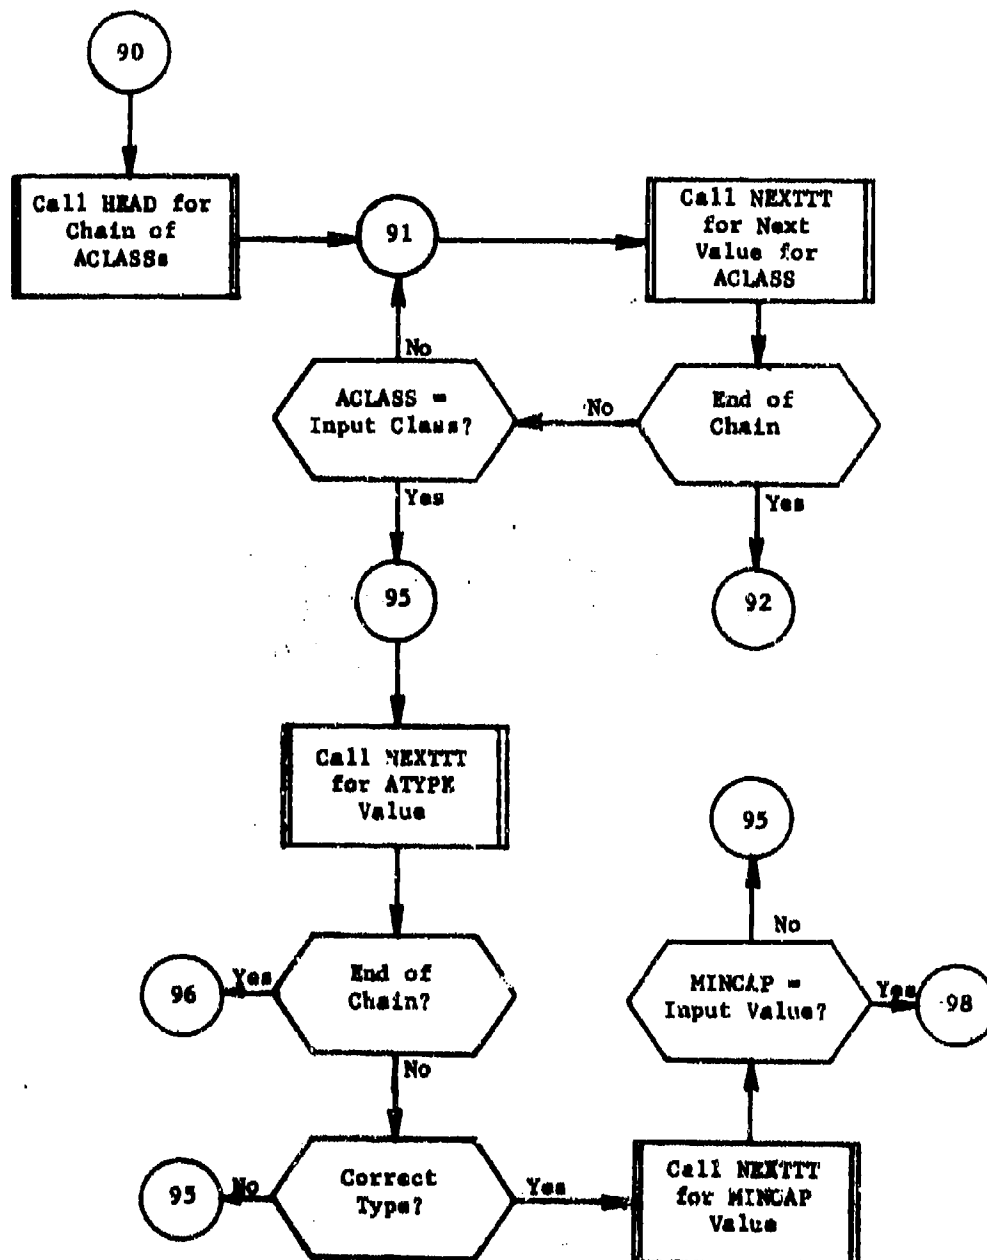 90
Call HEAD for
Chain of
ACLASSs
91
Call NEXTTT
for Next
Value for
ACLASS
No
ACLASS =
Input Class?
No
End of
Chain
Yes
Yes
95
92
Call NEXTTT
for ATYPE
Value
95
No
96
Yes
End of
Chain?
MINCAP =
Input Value?
Yes
98
No
95
No
Correct
Type?
Yes
Call NEXTTT
for MINCAP
Value